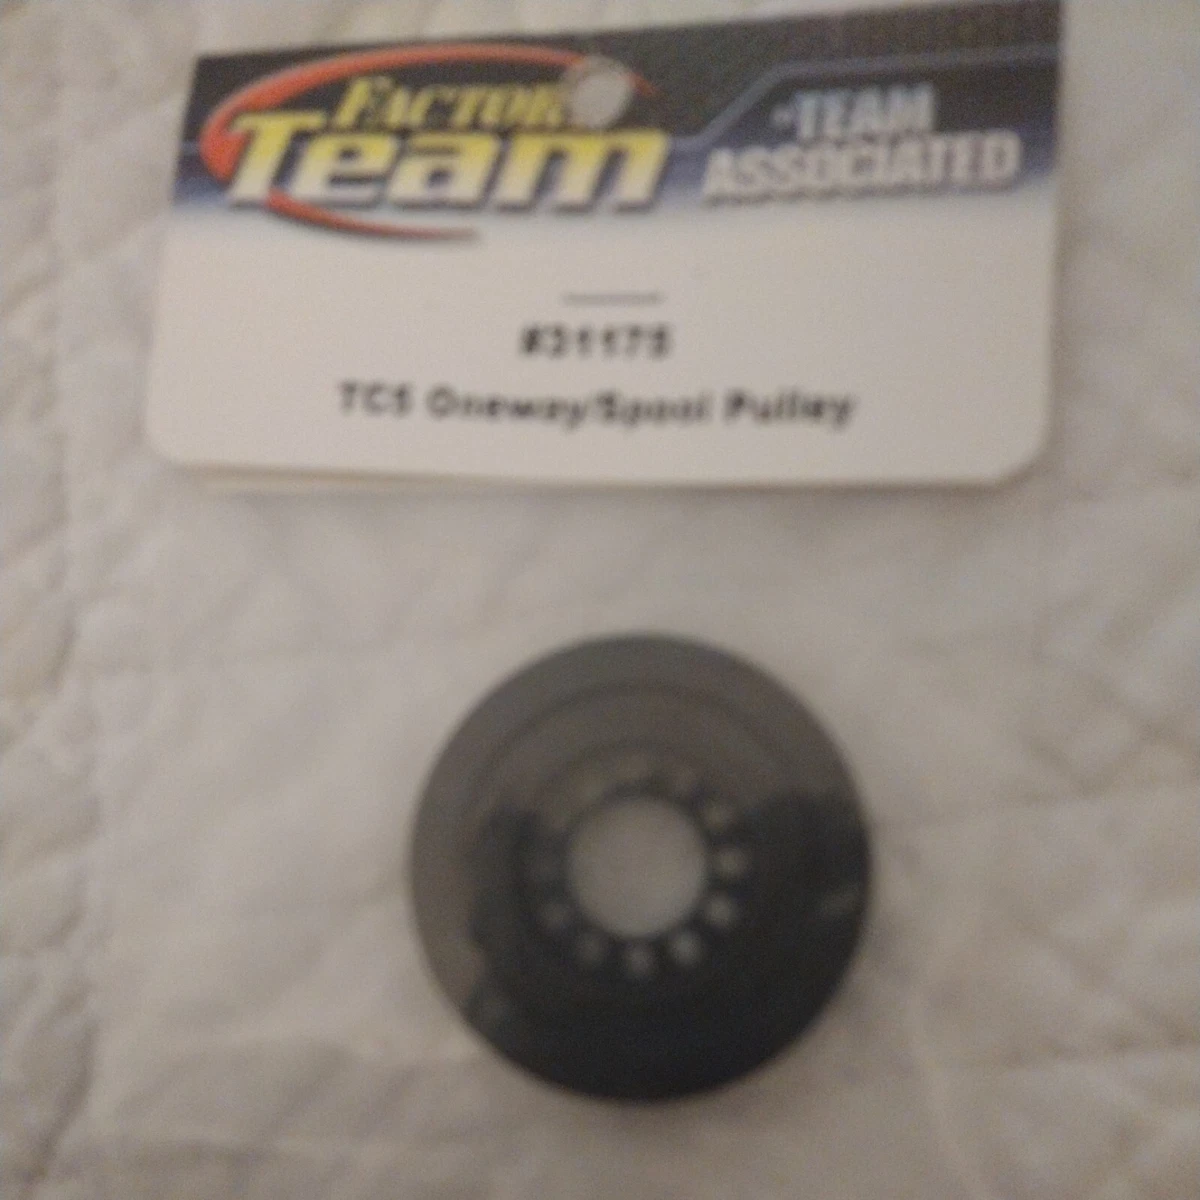 FACTORY
Team
TEAM
ASSOCIATED
#31175
TC5 Oneway/Spool Pulley